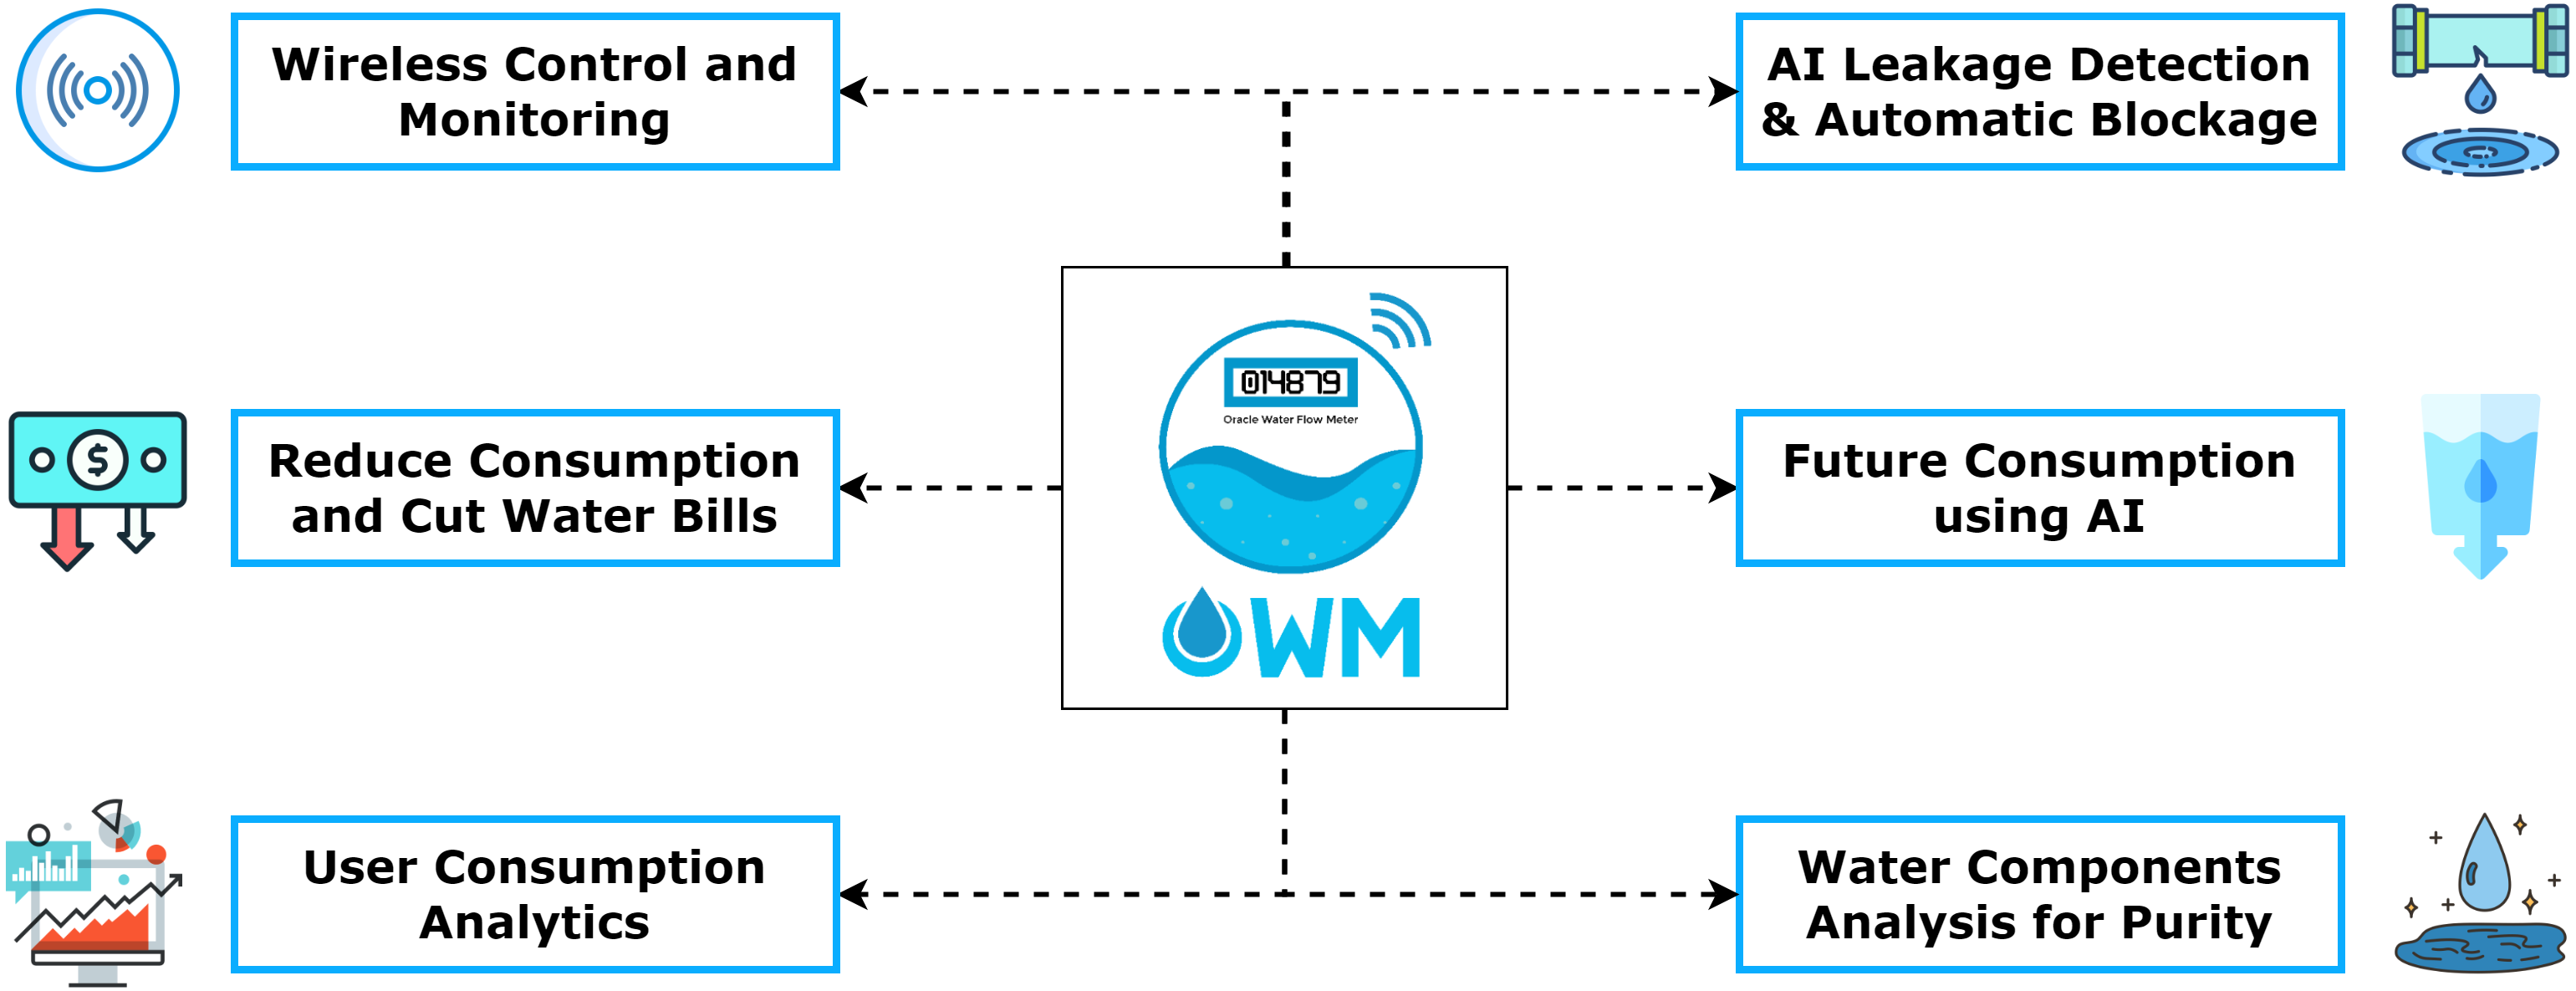 Wireless Control and
Monitoring
AI Leakage Detection
& Automatic Blockage
014879
Oracle Water Flow Meter
OWM
Reduce Consumption
and Cut Water Bills
$
Future Consumption
using AI
User Consumption
Analytics
Water Components
Analysis for Purity